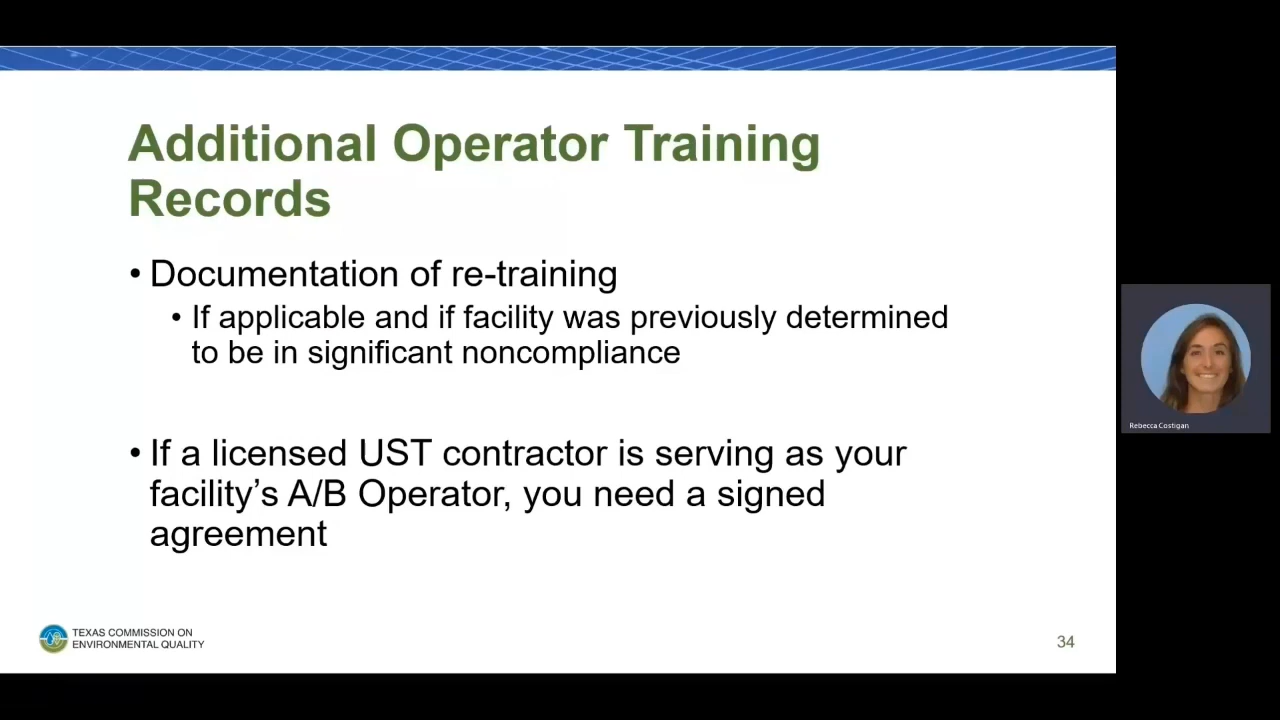 Additional Operator Training
Records
• Documentation of re-training
• If applicable and if facility was previously determined
to be in significant noncompliance
• If a licensed UST contractor is serving as your
facility’s A/B Operator, you need a signed
agreement
TEXAS COMMISSION ON
ENVIRONMENTAL QUALITY
34
Rebecca Costigan